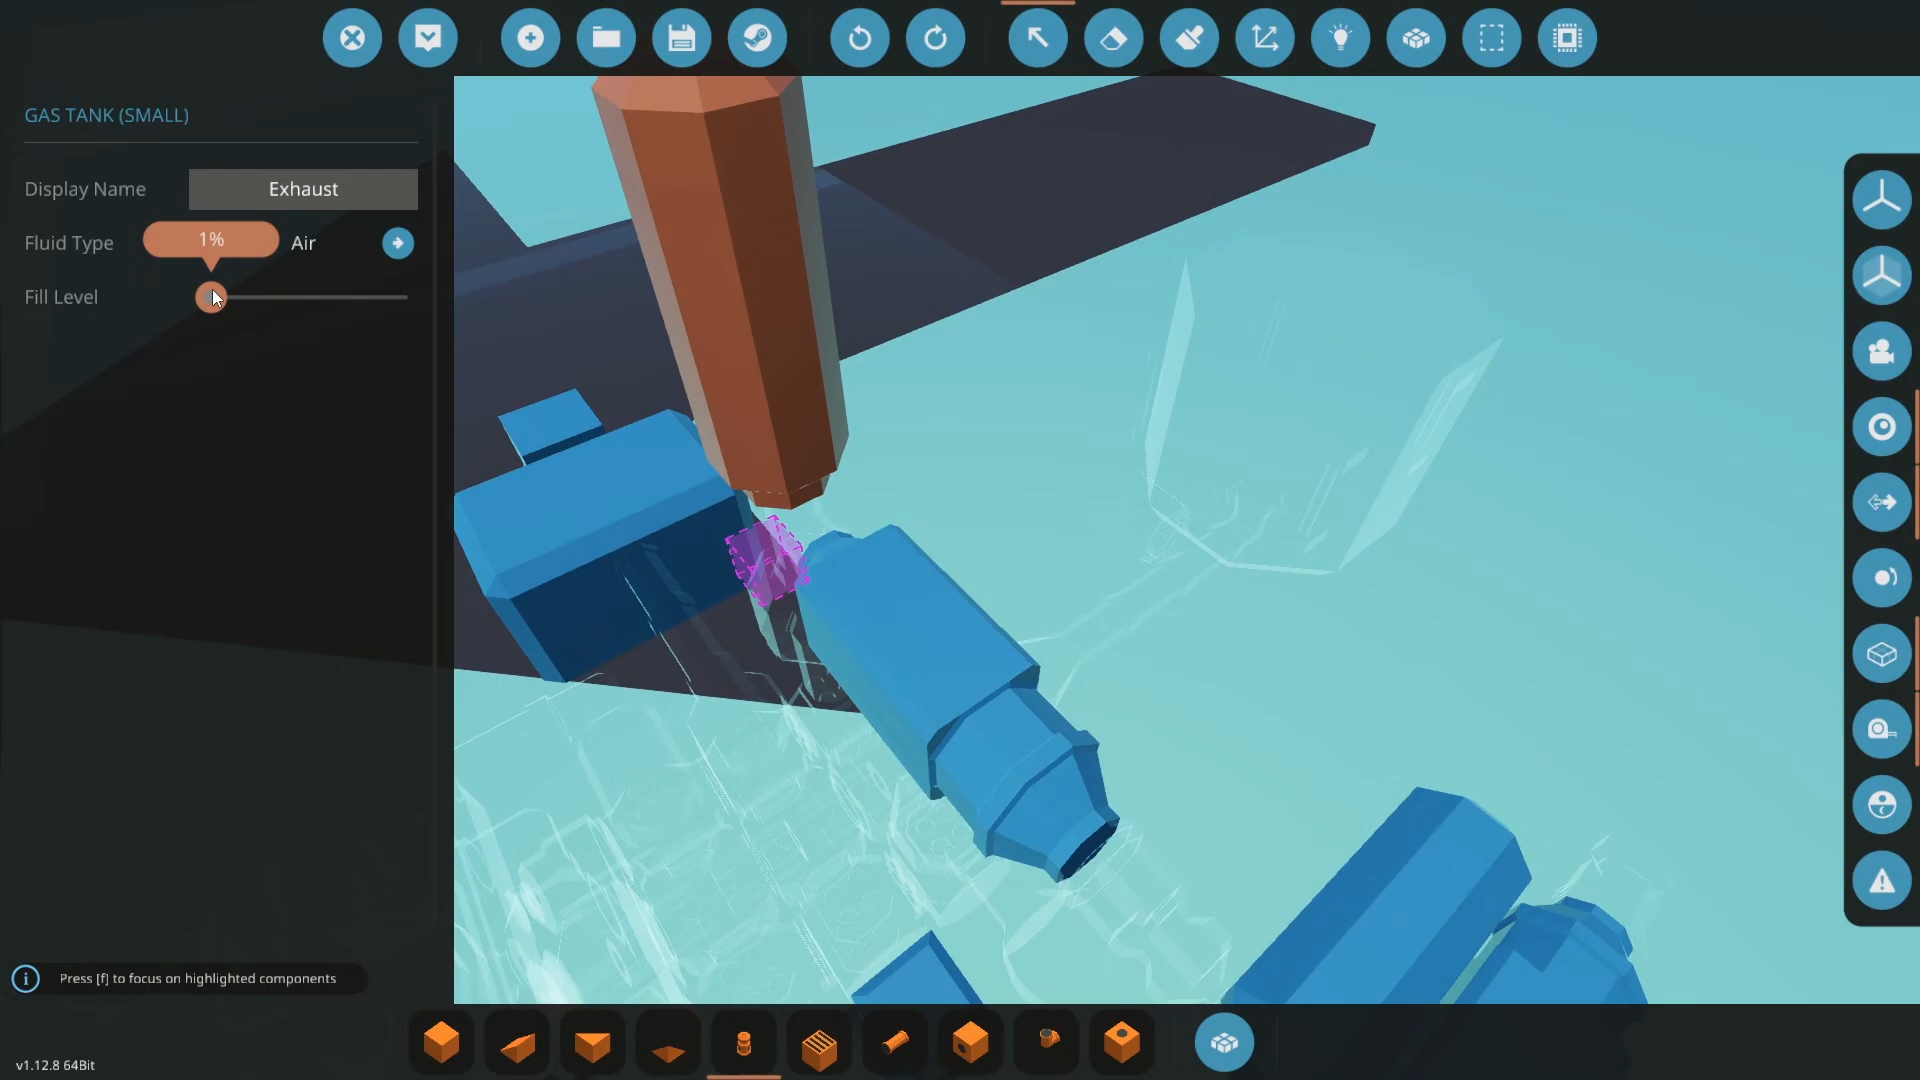 GAS TANK (SMALL)
Display Name Exhaust
Fluid Type 1% Air
Fill Level
Press [f] to focus on highlighted components
v1.12.8 64Bit